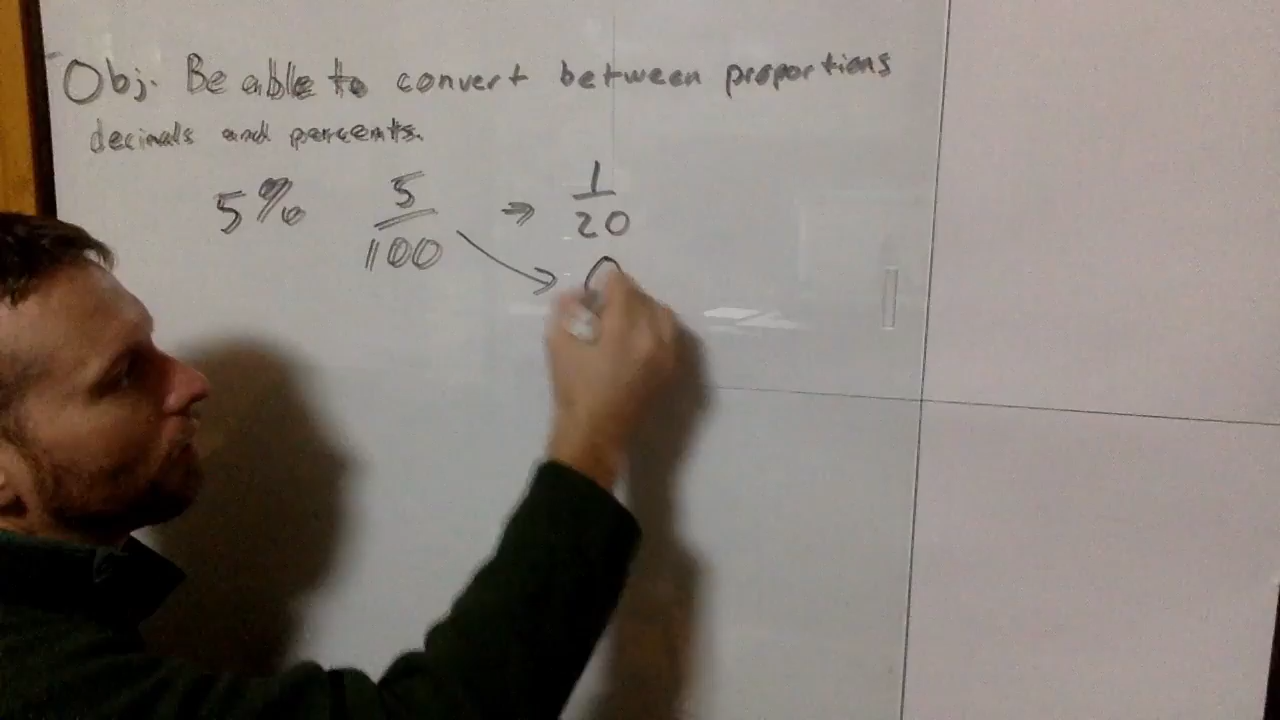 Obj. Be able to convert between proportions
decimals and percents.
5% 5/100 → 1/20